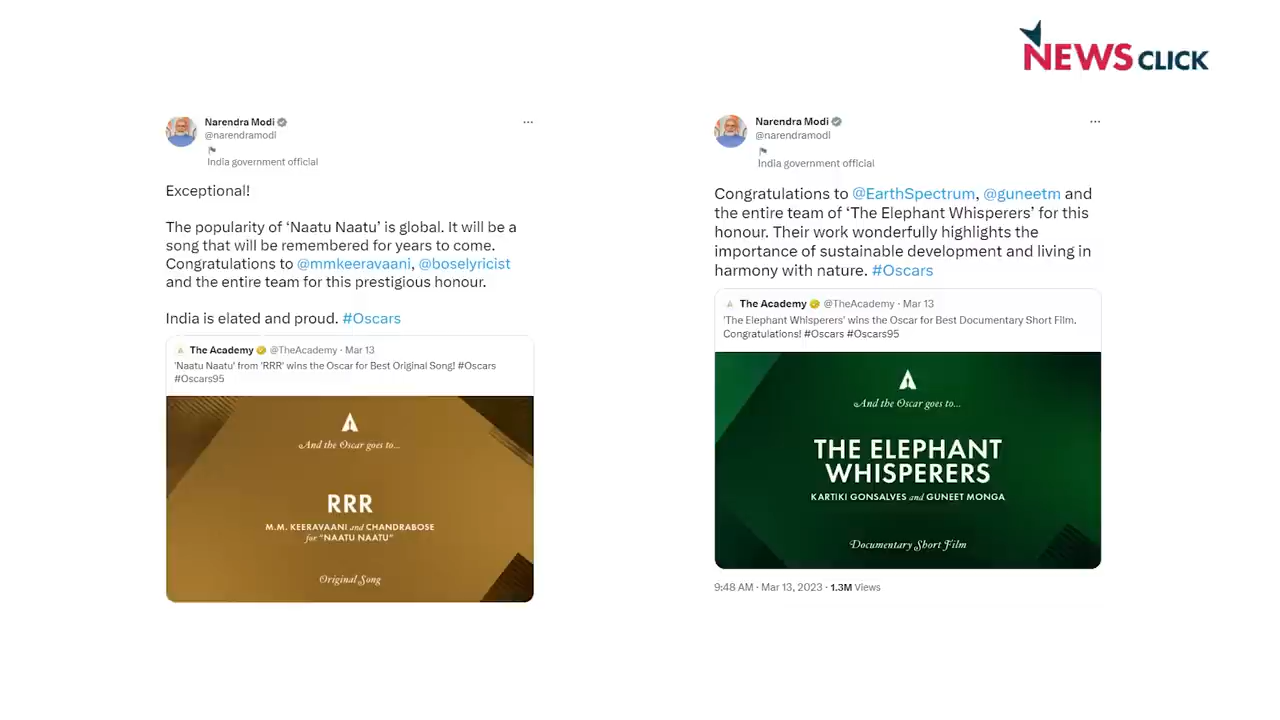 NEWS CLICK
Narendra Modi
@narendramodi
India government official
Exceptional!
The popularity of ‘Naatu Naatu’ is global. It will be a
song that will be remembered for years to come.
Congratulations to @mmkeeravaani, @boselyricist
and the entire team for this prestigious honour.
India is elated and proud. #Oscars
The Academy @TheAcademy · Mar 13
'Naatu Naatu' from 'RRR' wins the Oscar for Best Original Song! #Oscars
#Oscars95
And the Oscar goes to...
RRR
M.M. KEERAVAANI and CHANDRABOSE
for "NAATU NAATU"
Original Song
Narendra Modi
@narendramodi
India government official
Congratulations to @EarthSpectrum, @guneetm and
the entire team of ‘The Elephant Whisperers’ for this
honour. Their work wonderfully highlights the
importance of sustainable development and living in
harmony with nature. #Oscars
The Academy @TheAcademy · Mar 13
'The Elephant Whisperers' wins the Oscar for Best Documentary Short Film.
Congratulations! #Oscars #Oscars95
And the Oscar goes to...
THE ELEPHANT
WHISPERERS
KARTIKI GONSALVES and GUNEET MONGA
Documentary Short Film
9:48 AM · Mar 13, 2023 · 1.3M Views